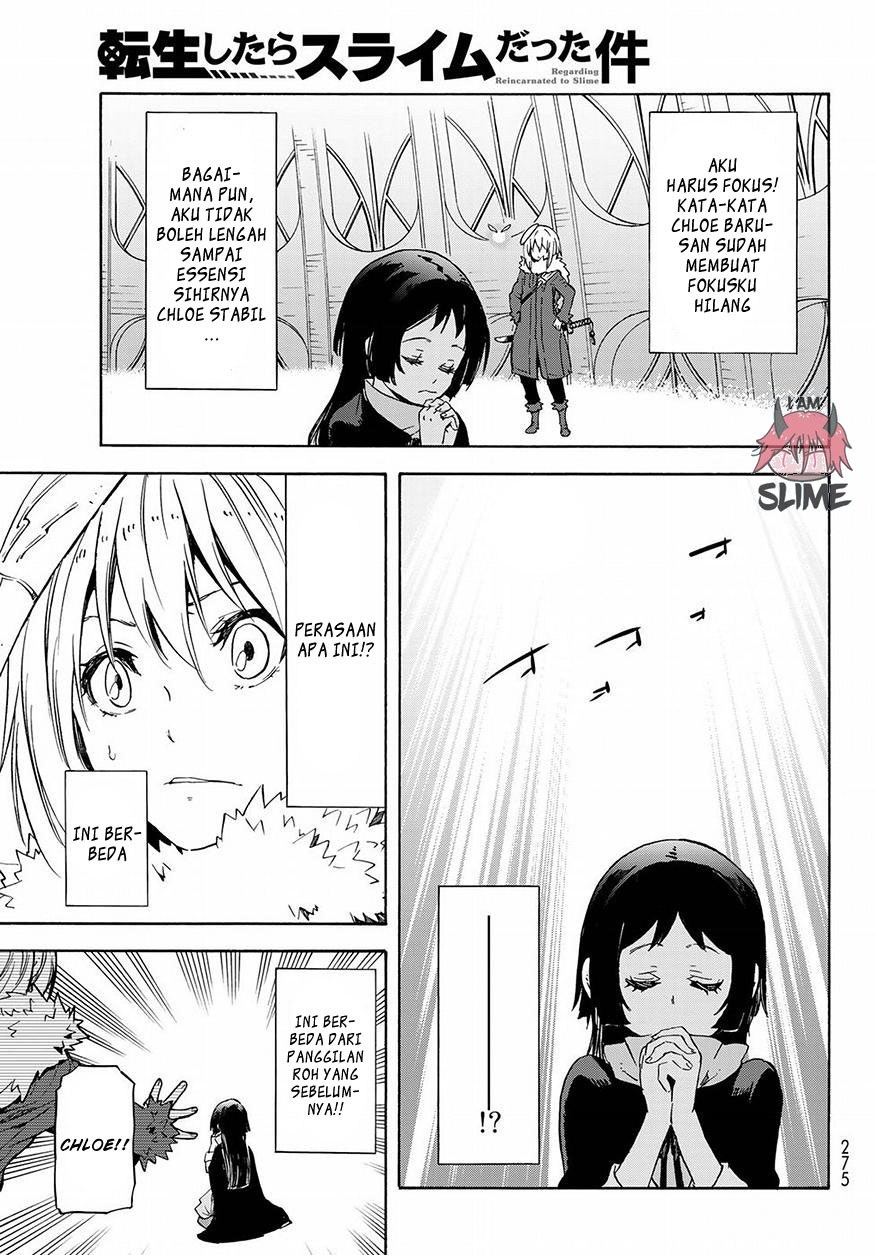 転生したらスライムだった件
Regarding
Reincarnated to Slime
AKU
HARUS FOKUS!
KATA-KATA
CHLOE BARU-
SAN SUDAH
MEMBUAT
FOKUSKU
HILANG
BAGAI-
MANA PUN,
AKU TIDAK
BOLEH LENGAH
SAMPAI
ESSENSI
SIHIRNYA
CHLOE STABIL
...
I AM
SLIME
!?
PERASAAN
APA INI!?
INI BER-
BEDA
INI BER-
BEDA DARI
PANGGILAN
ROH YANG
SEBELUM-
NYA!!
CHLOE!!
275